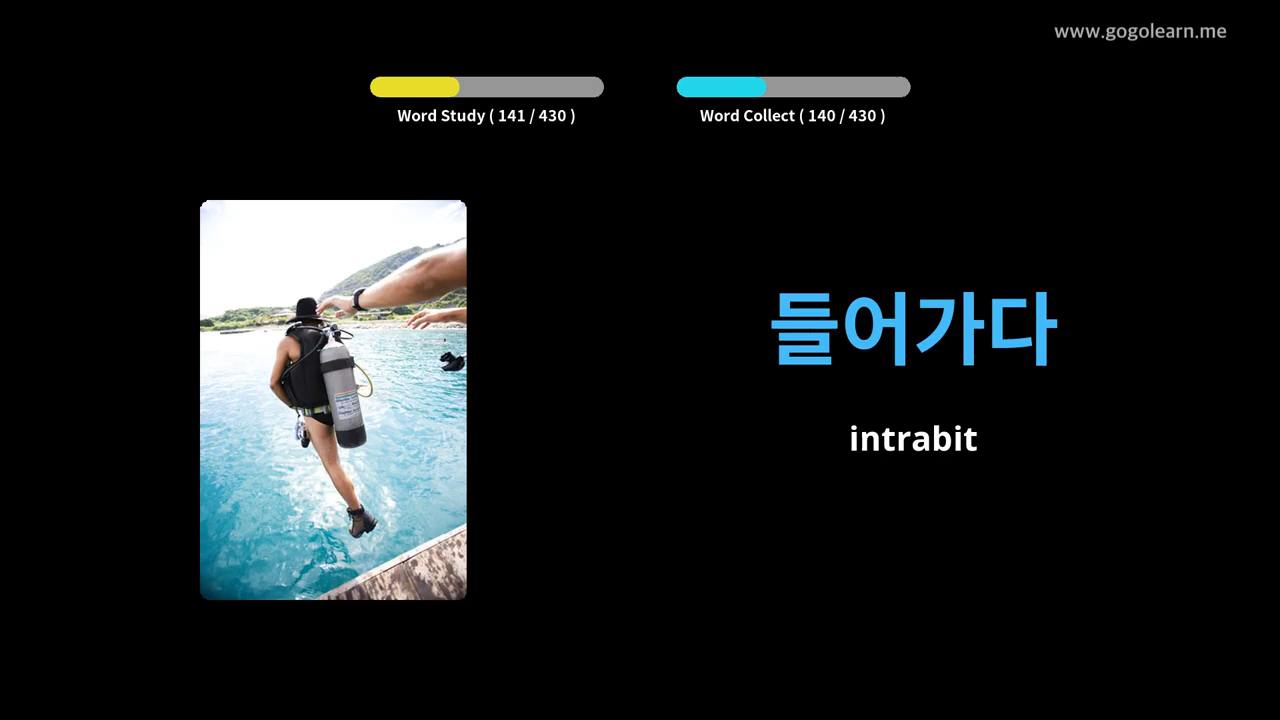 www.gogolearn.me
Word Study ( 141 / 430 )
Word Collect ( 140 / 430 )
들어가다
intrabit